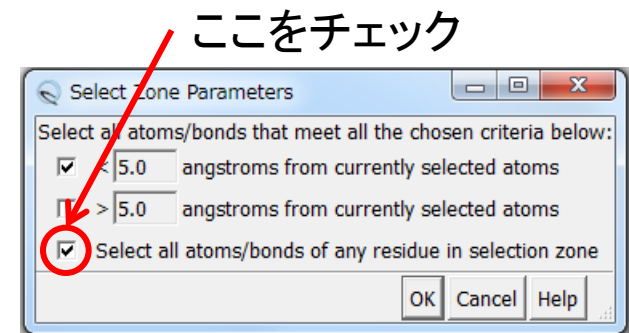 ここをチェック
Select Zone Parameters
Select all atoms/bonds that meet all the chosen criteria below:
< 5.0 angstroms from currently selected atoms
> 5.0 angstroms from currently selected atoms
Select all atoms/bonds of any residue in selection zone
OK Cancel Help